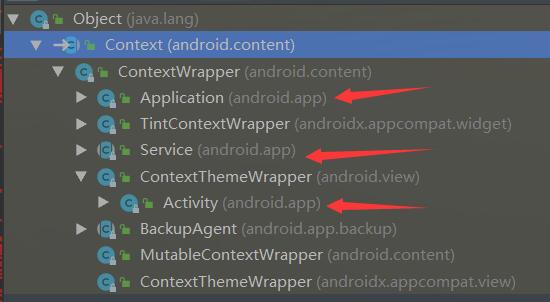 Object (java.lang)
Context (android.content)
ContextWrapper (android.content)
Application (android.app)
TintContextWrapper (androidx.appcompat.widget)
Service (android.app)
ContextThemeWrapper (android.view)
Activity (android.app)
BackupAgent (android.app.backup)
MutableContextWrapper (android.content)
ContextThemeWrapper (androidx.appcompat.view)